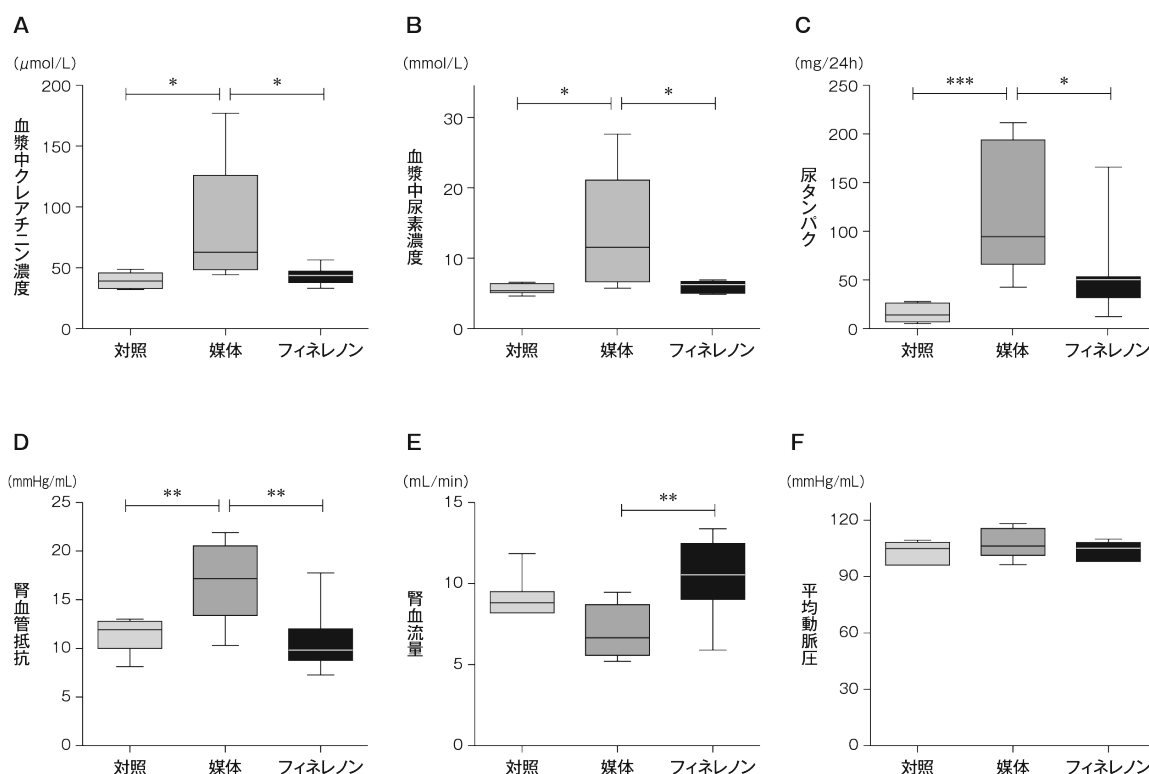 A
(μmol/L)
血漿中クレアチニン濃度
200
150
100
50
0
*
*
対照
媒体
フィネレノン
B
(mmol/L)
血漿中尿素濃度
30
20
10
0
*
*
対照
媒体
フィネレノン
C
(mg/24h)
尿タンパク
250
200
150
100
50
0
***
*
対照
媒体
フィネレノン
D
(mmHg/mL)
腎血管抵抗
25
20
15
10
5
0
**
**
対照
媒体
フィネレノン
E
(mL/min)
腎血流量
15
10
5
0
**
対照
媒体
フィネレノン
F
(mmHg/mL)
平均動脈圧
120
90
60
30
0
対照
媒体
フィネレノン